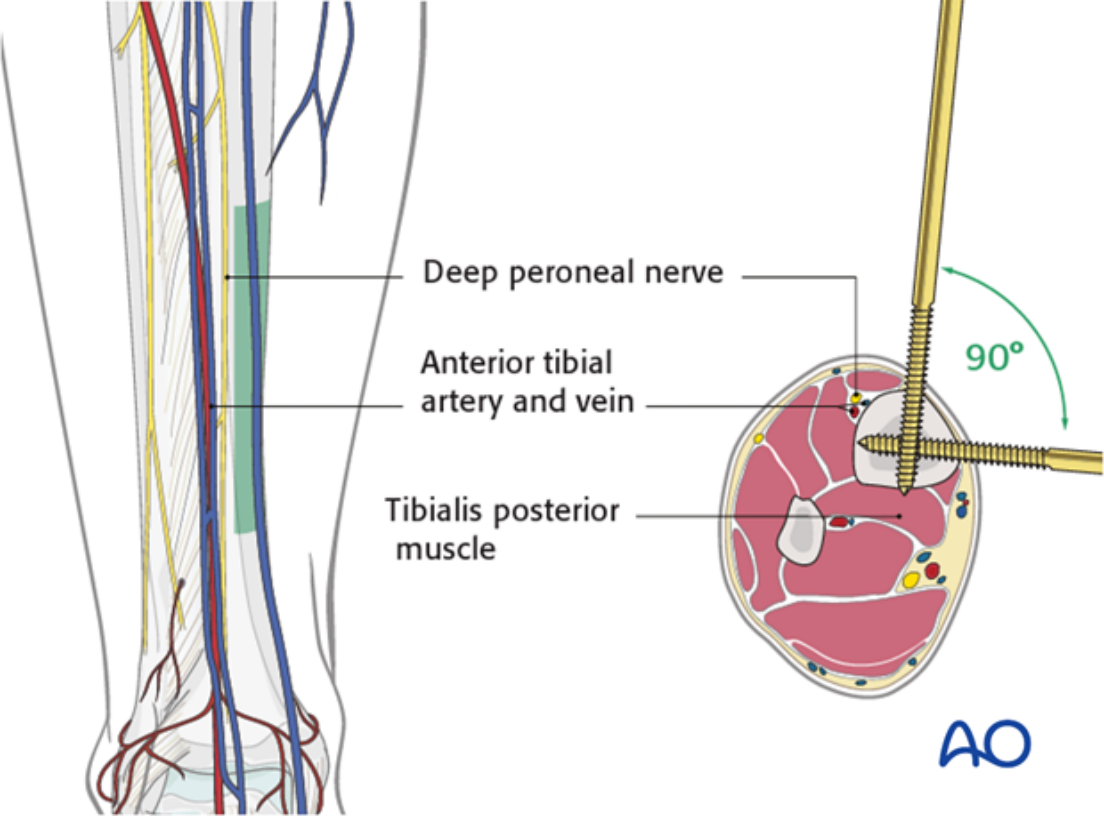 Deep peroneal nerve
Anterior tibial
artery and vein
90°
Tibialis posterior
muscle
AO